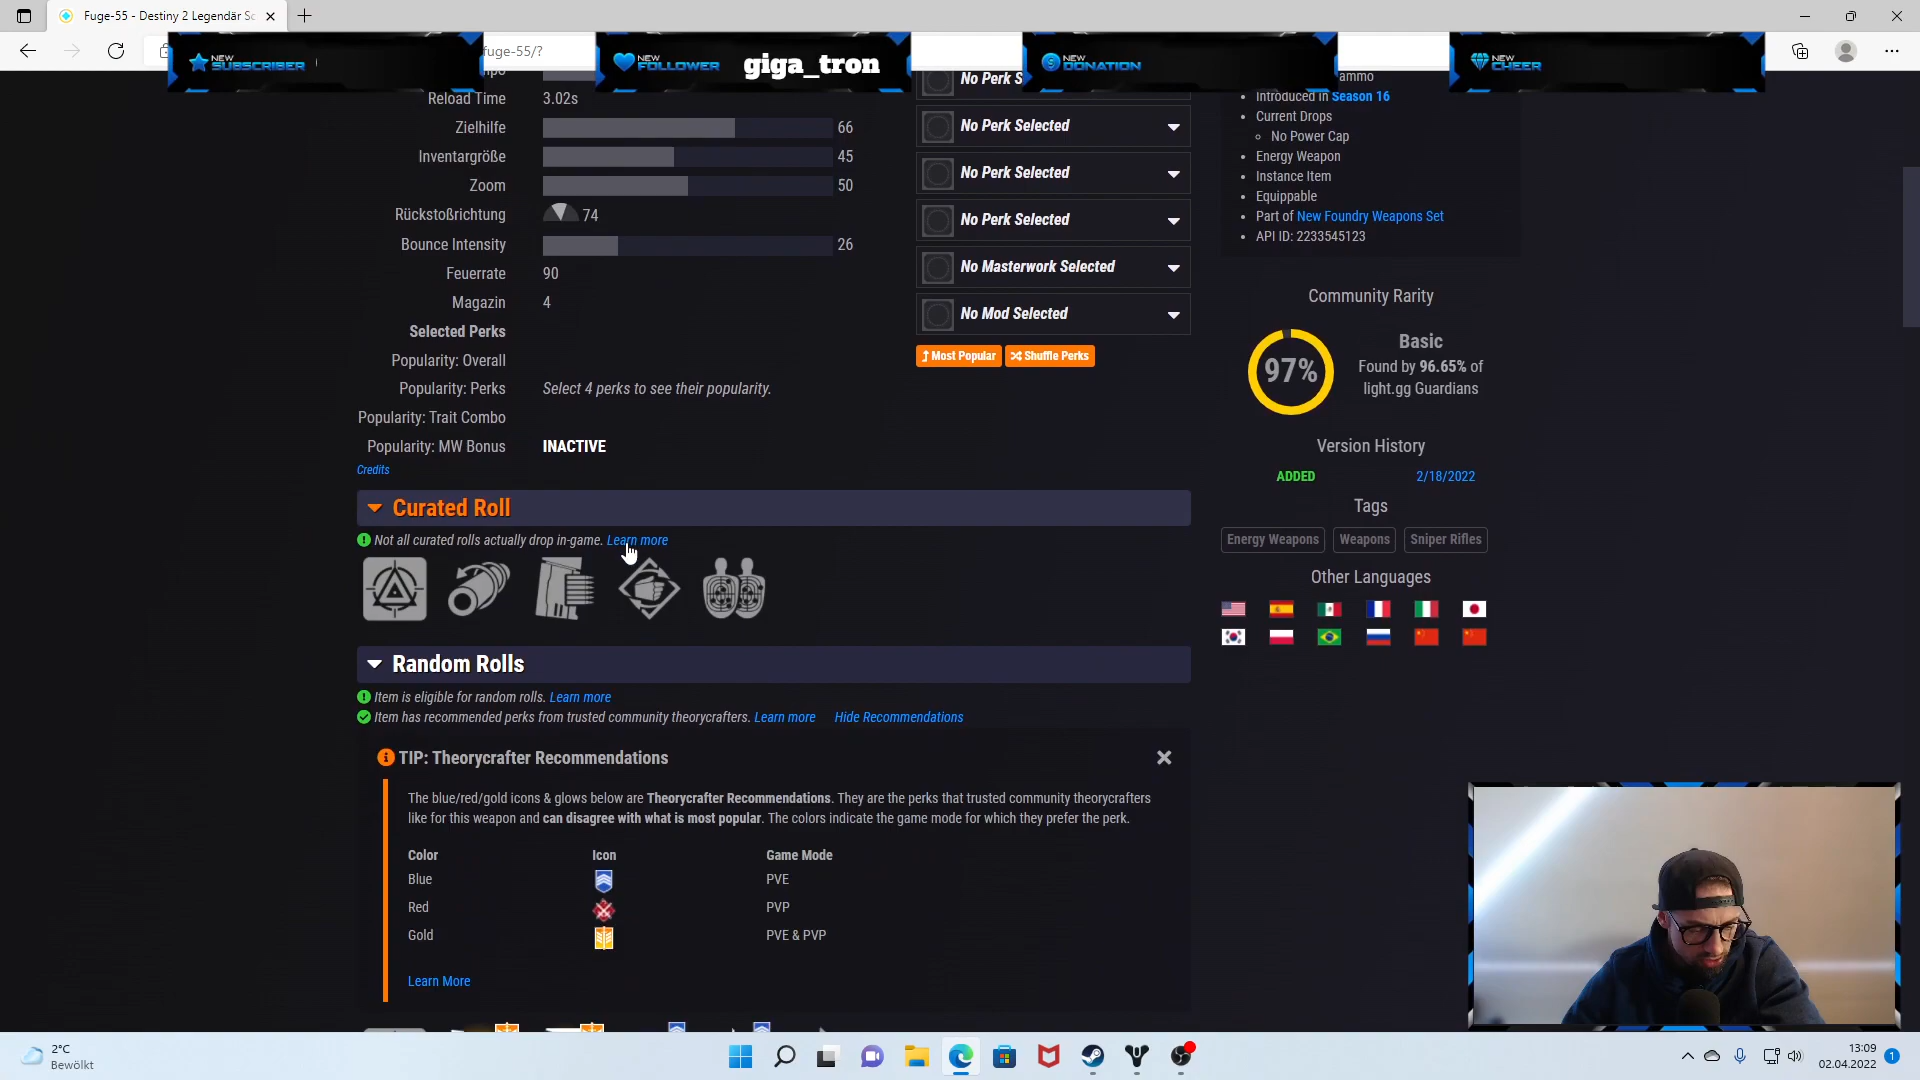 Fuge-55 - Destiny 2 Legendär Sc
fuge-55/?
NEW SUBSCRIBER
NEW FOLLOWER giga_tron
NEW DONATION
NEW CHEER
Reload Time 3.02s
Zielhilfe 66
Inventargröße 45
Zoom 50
Rückstoßrichtung 74
Bounce Intensity 26
Feuerrate 90
Magazin 4
Selected Perks
Popularity: Overall
Popularity: Perks Select 4 perks to see their popularity.
Popularity: Trait Combo
Popularity: MW Bonus INACTIVE
Credits
No Perk S
No Perk Selected
No Perk Selected
No Perk Selected
No Masterwork Selected
No Mod Selected
Most Popular Shuffle Perks
ammo
Introduced in Season 16
Current Drops
No Power Cap
Energy Weapon
Instance Item
Equippable
Part of New Foundry Weapons Set
API ID: 2233545123
Community Rarity
97%
Basic
Found by 96.65% of
light.gg Guardians
Version History
ADDED 2/18/2022
Tags
Energy Weapons Weapons Sniper Rifles
Other Languages
Curated Roll
Not all curated rolls actually drop in-game. Learn more
Random Rolls
Item is eligible for random rolls. Learn more
Item has recommended perks from trusted community theorycrafters. Learn more Hide Recommendations
TIP: Theorycrafter Recommendations
The blue/red/gold icons & glows below are Theorycrafter Recommendations. They are the perks that trusted community theorycrafters
like for this weapon and can disagree with what is most popular. The colors indicate the game mode for which they prefer the perk.
Color Icon Game Mode
Blue PVE
Red PVP
Gold PVE & PVP
Learn More
2°C
Bewölkt
13:09
02.04.2022
1